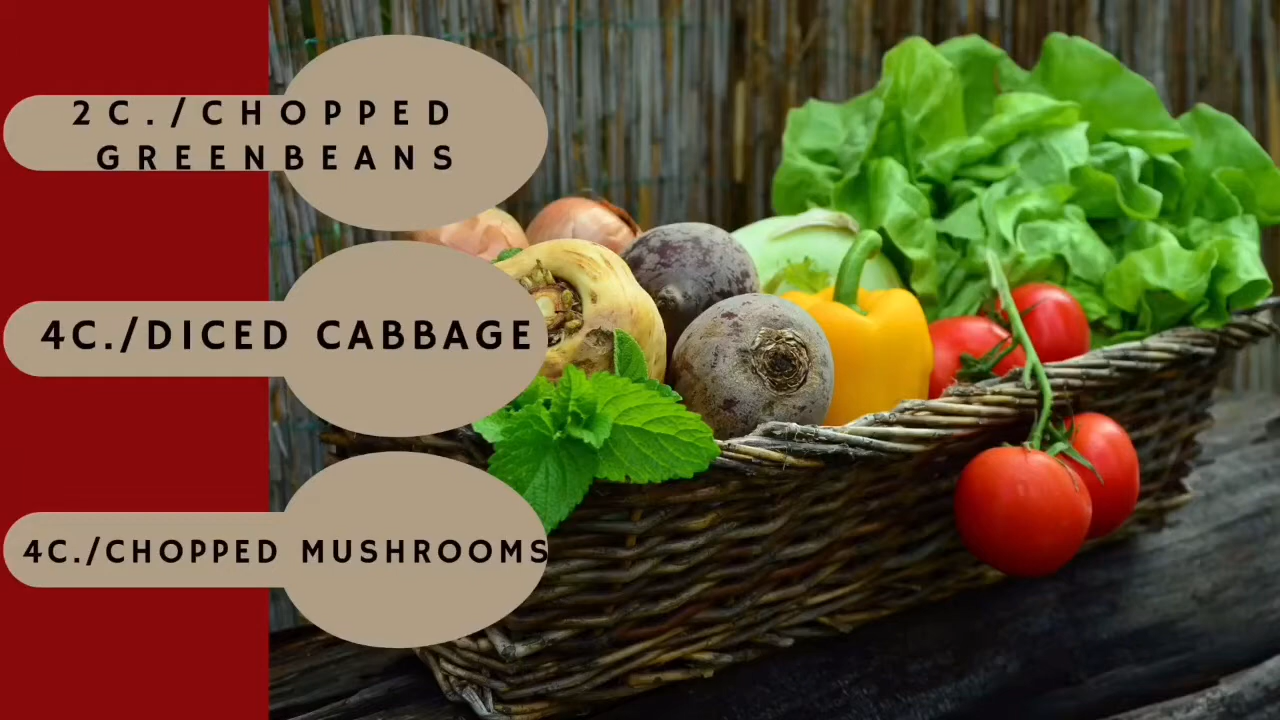 2C./CHOPPED
GREENBEANS
4C./DICED CABBAGE
4C./CHOPPED MUSHROOMS